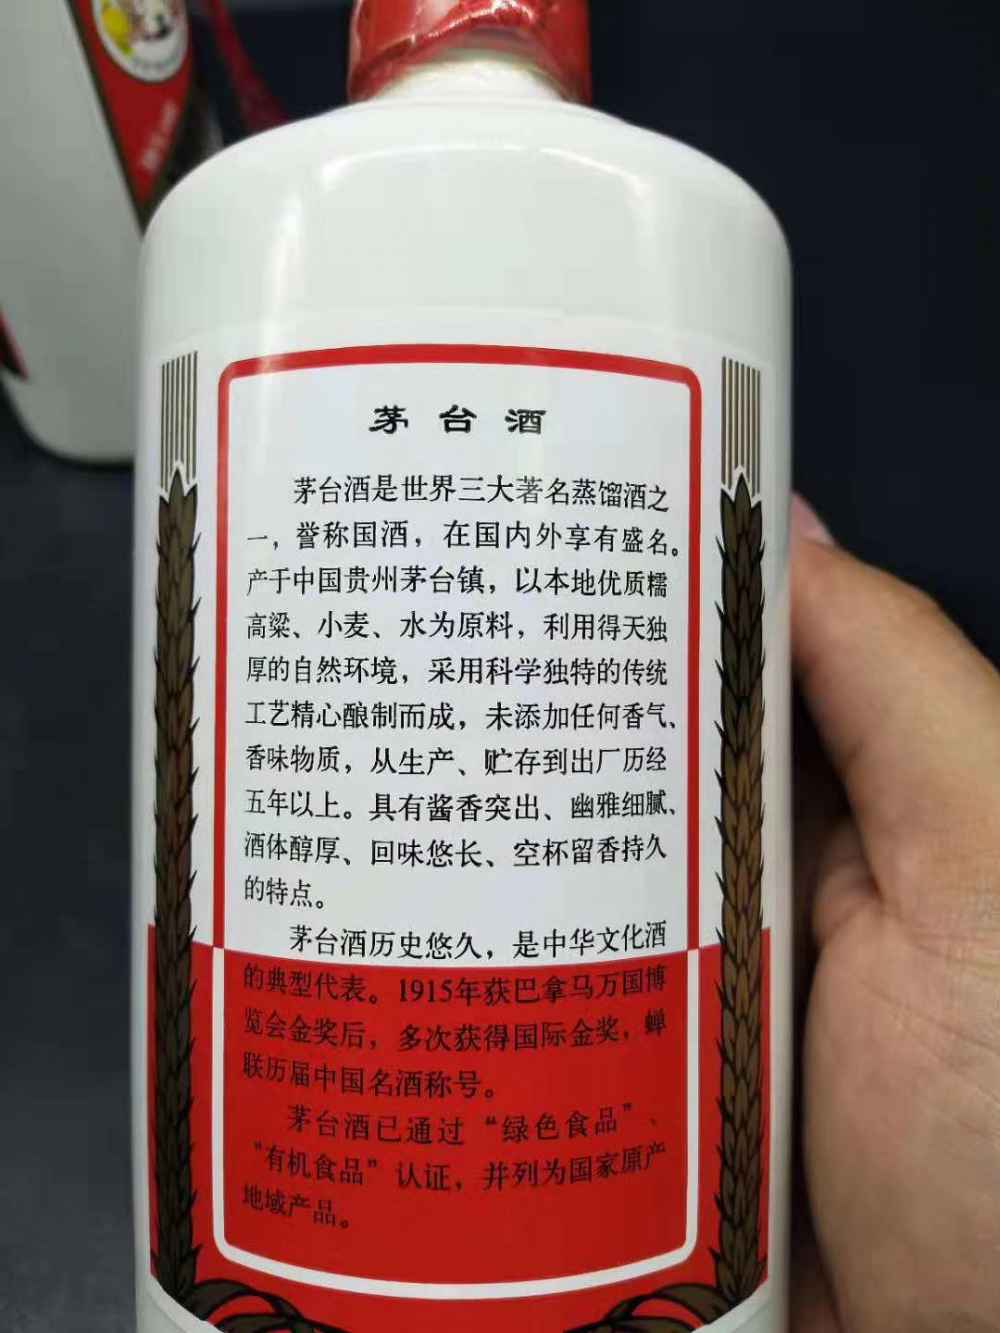 茅台酒
茅台酒是世界三大著名蒸馏酒之
一，誉称国酒，在国内外享有盛名。
产于中国贵州茅台镇，以本地优质糯
高粱、小麦、水为原料，利用得天独
厚的自然环境，采用科学独特的传统
工艺精心酿制而成，未添加任何香气、
香味物质，从生产、贮存到出厂历经
五年以上。具有酱香突出、幽雅细腻、
酒体醇厚、回味悠长、空杯留香持久
的特点。
茅台酒历史悠久，是中华文化酒
的典型代表。1915年获巴拿马万国博
览会金奖后，多次获得国际金奖，蝉
联历届中国名酒称号。
茅台酒已通过“绿色食品”、
“有机食品”认证，并列为国家原产
地域产品。